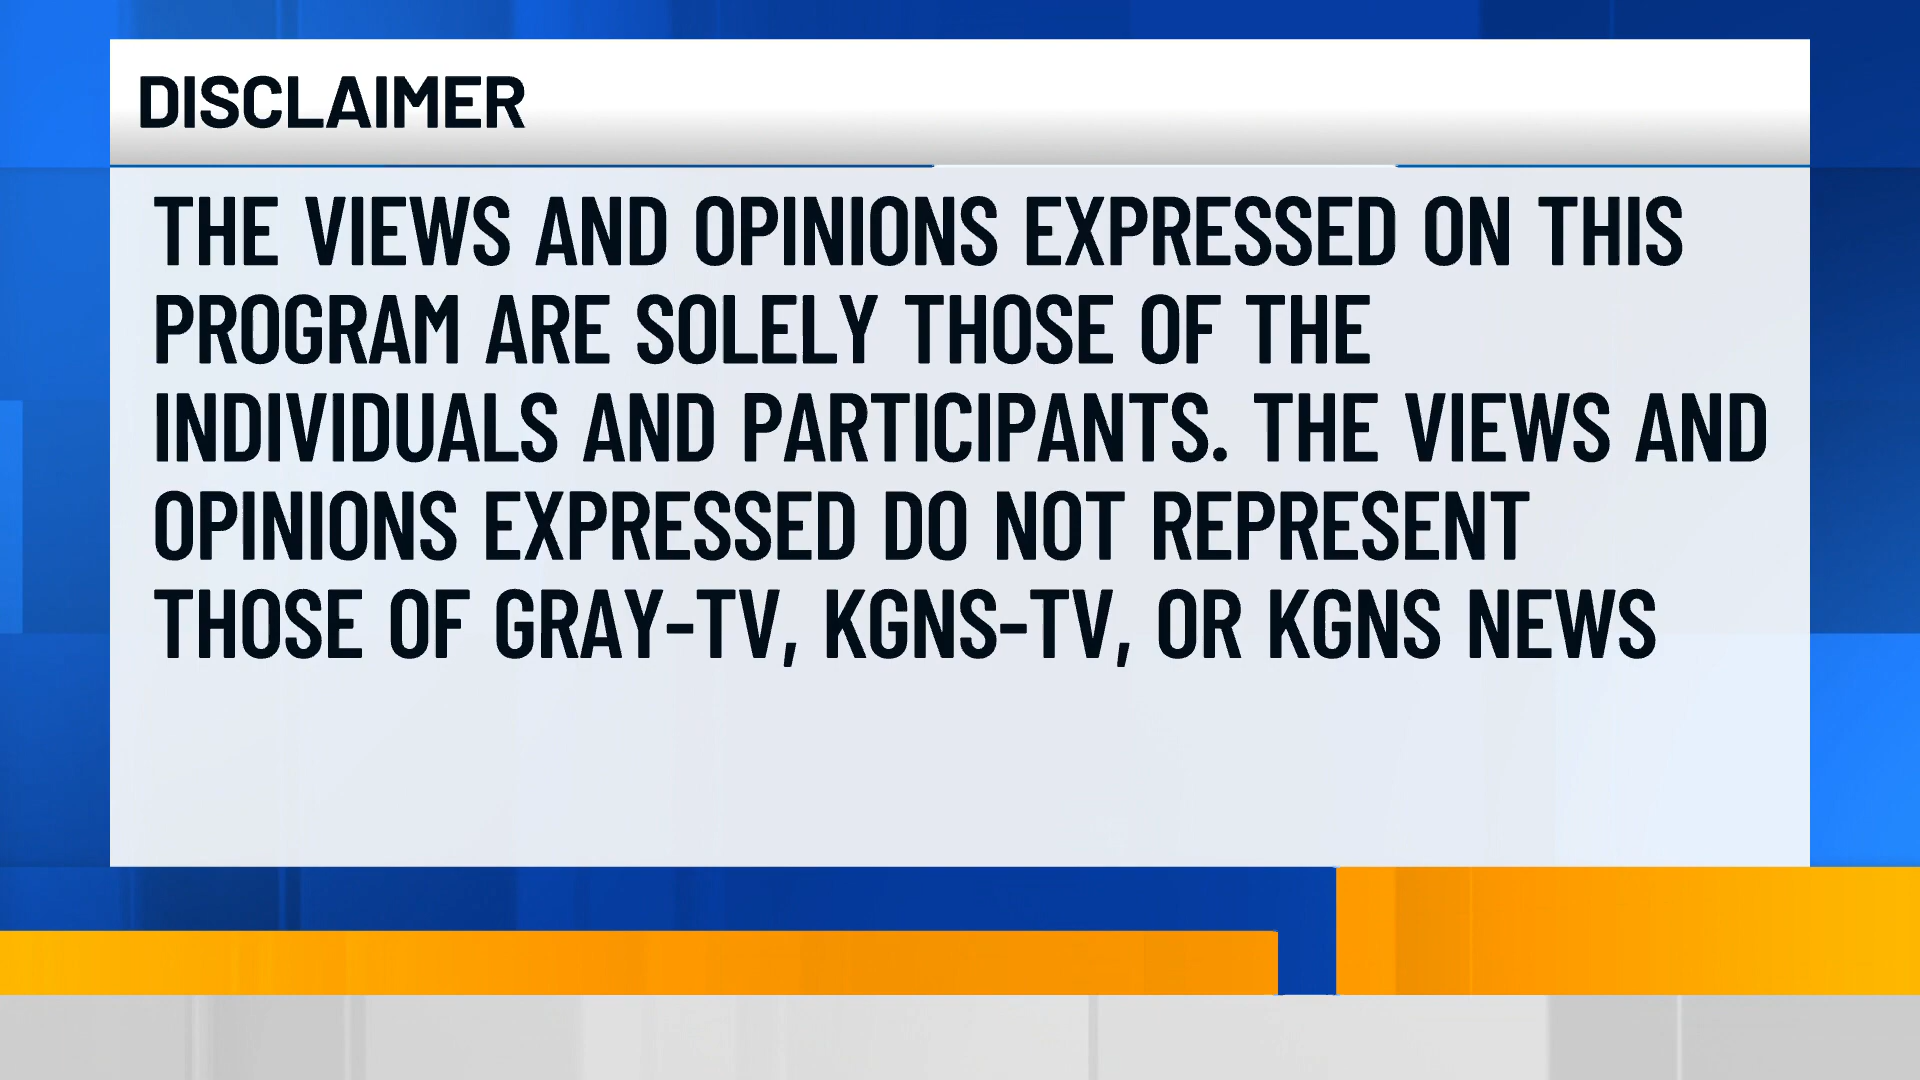 DISCLAIMER
THE VIEWS AND OPINIONS EXPRESSED ON THIS
PROGRAM ARE SOLELY THOSE OF THE
INDIVIDUALS AND PARTICIPANTS. THE VIEWS AND
OPINIONS EXPRESSED DO NOT REPRESENT
THOSE OF GRAY-TV, KGNS-TV, OR KGNS NEWS